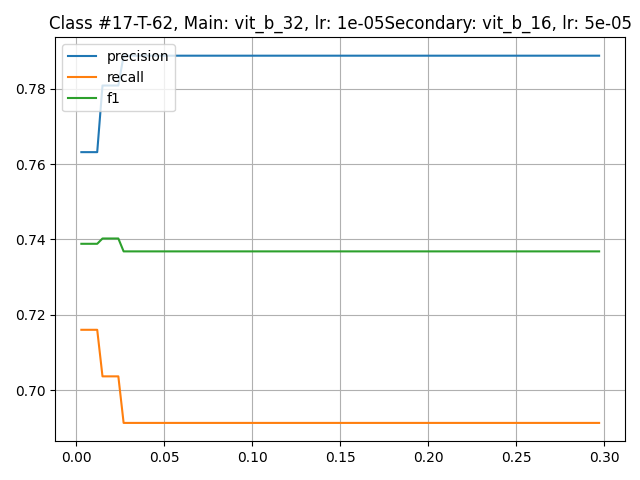 Class #17-T-62, Main: vit_b_32, lr: 1e-05Secondary: vit_b_16, lr: 5e-05
precision
recall
f1
0.78
0.76
0.74
0.72
0.70
0.00 0.05 0.10 0.15 0.20 0.25 0.30